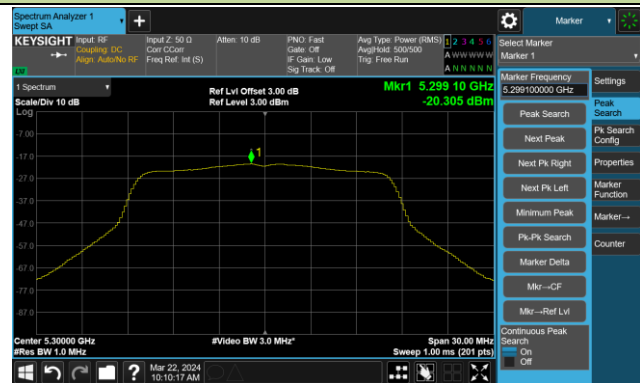 Spectrum Analyzer 1
Swept SA
Marker
KEYSIGHT
Input: RF
Coupling: DC
Align: Auto/No RF
Input Z: 50 Ω
Corr CCorr
Freq Ref: Int (S)
Atten: 10 dB
PNO: Fast
Gate: Off
IF Gain: Low
Sig Track: Off
Avg Type: Power (RMS)
Avg|Hold: 500/500
Trig: Free Run
1 2 3 4 5 6
A W W W W W
A N N N N N
LXI
Select Marker
Marker 1
1 Spectrum
Scale/Div 10 dB
Log
Ref Lvl Offset 3.00 dB
Ref Level 3.00 dBm
Mkr1 5.299 10 GHz
-20.305 dBm
Marker Frequency
5.299100000 GHz
Peak Search
Next Peak
Next Pk Right
Next Pk Left
Minimum Peak
Pk-Pk Search
Marker Delta
Mkr→CF
Mkr→Ref Lvl
Continuous Peak
Search
On
Off
Settings
Peak
Search
Pk Search
Config
Properties
Marker
Function
Marker→
Counter
-7.00
-17.0
-27.0
-37.0
-47.0
-57.0
-67.0
-77.0
-87.0
1
Center 5.30000 GHz
#Res BW 1.0 MHz
#Video BW 3.0 MHz*
Span 30.00 MHz
Sweep 1.00 ms (201 pts)
?
Mar 22, 2024
10:10:17 AM